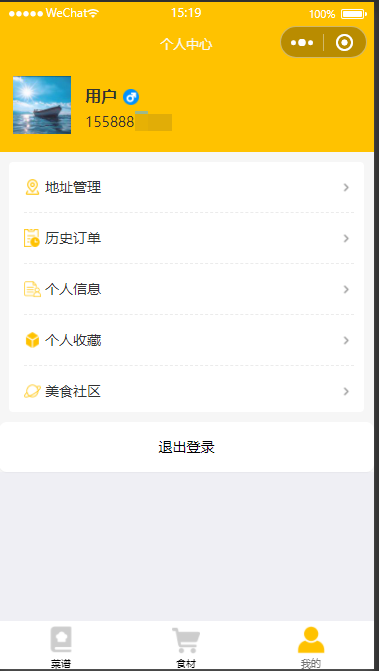 WeChat 15:19 100%
个人中心
用户
155888
地址管理
历史订单
个人信息
个人收藏
美食社区
退出登录
菜谱 食材 我的